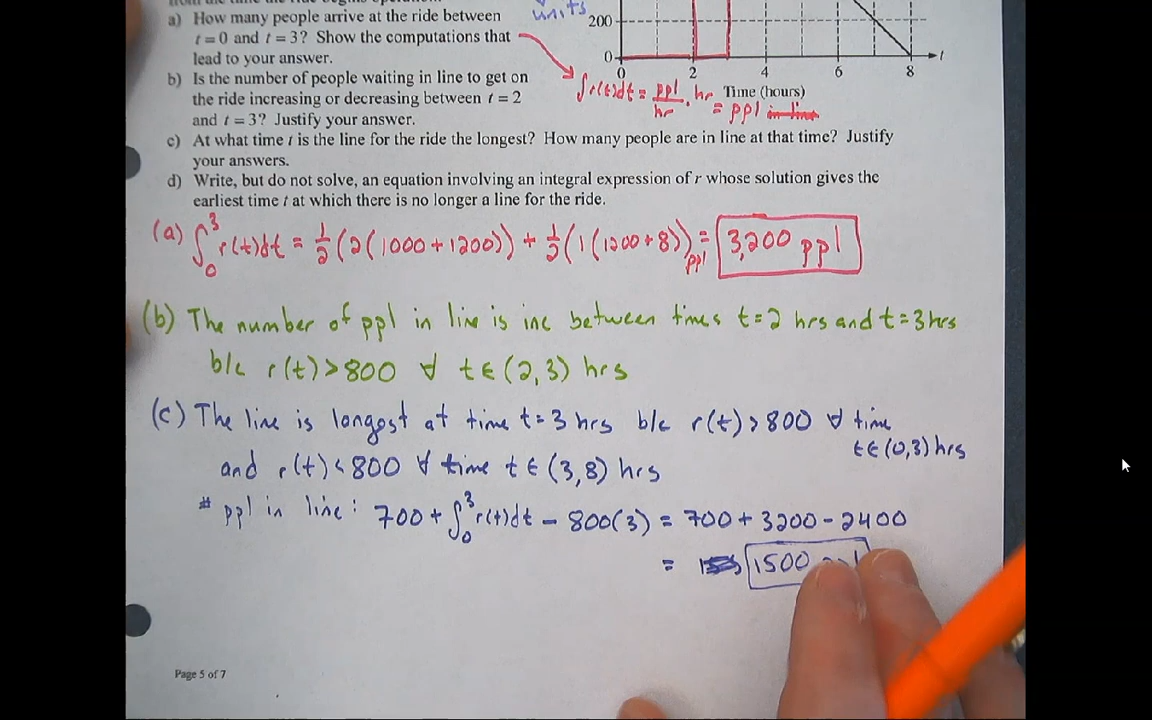 a) How many people arrive at the ride between
t = 0 and t = 3? Show the computations that
lead to your answer.
b) Is the number of people waiting in line to get on
the ride increasing or decreasing between t = 2
and t = 3? Justify your answer.
units
200
0
0 2 4 6 8
t
Time (hours)
∫r(t)dt = ppl/hr · hr
= ppl
c) At what time t is the line for the ride the longest? How many people are in line at that time? Justify
your answers.
d) Write, but do not solve, an equation involving an integral expression of r whose solution gives the
earliest time t at which there is no longer a line for the ride.
(a) ∫₀³ r(t)dt = 1/2(2(1000+1200)) + 1/2(1(1200+8)) ppl = 3,200 ppl
(b) The number of ppl in line is inc between times t=2 hrs and t=3hrs
b/c r(t)>800 ∀ t∈(2,3) hrs
(c) The line is longest at time t=3 hrs b/c r(t)>800 ∀ time
t∈(0,3) hrs
and r(t)<800 ∀ time t∈(3,8) hrs
# ppl in line: 700+∫₀³ r(t)dt − 800(3) = 700+3200−2400
= 1500
Page 5 of 7